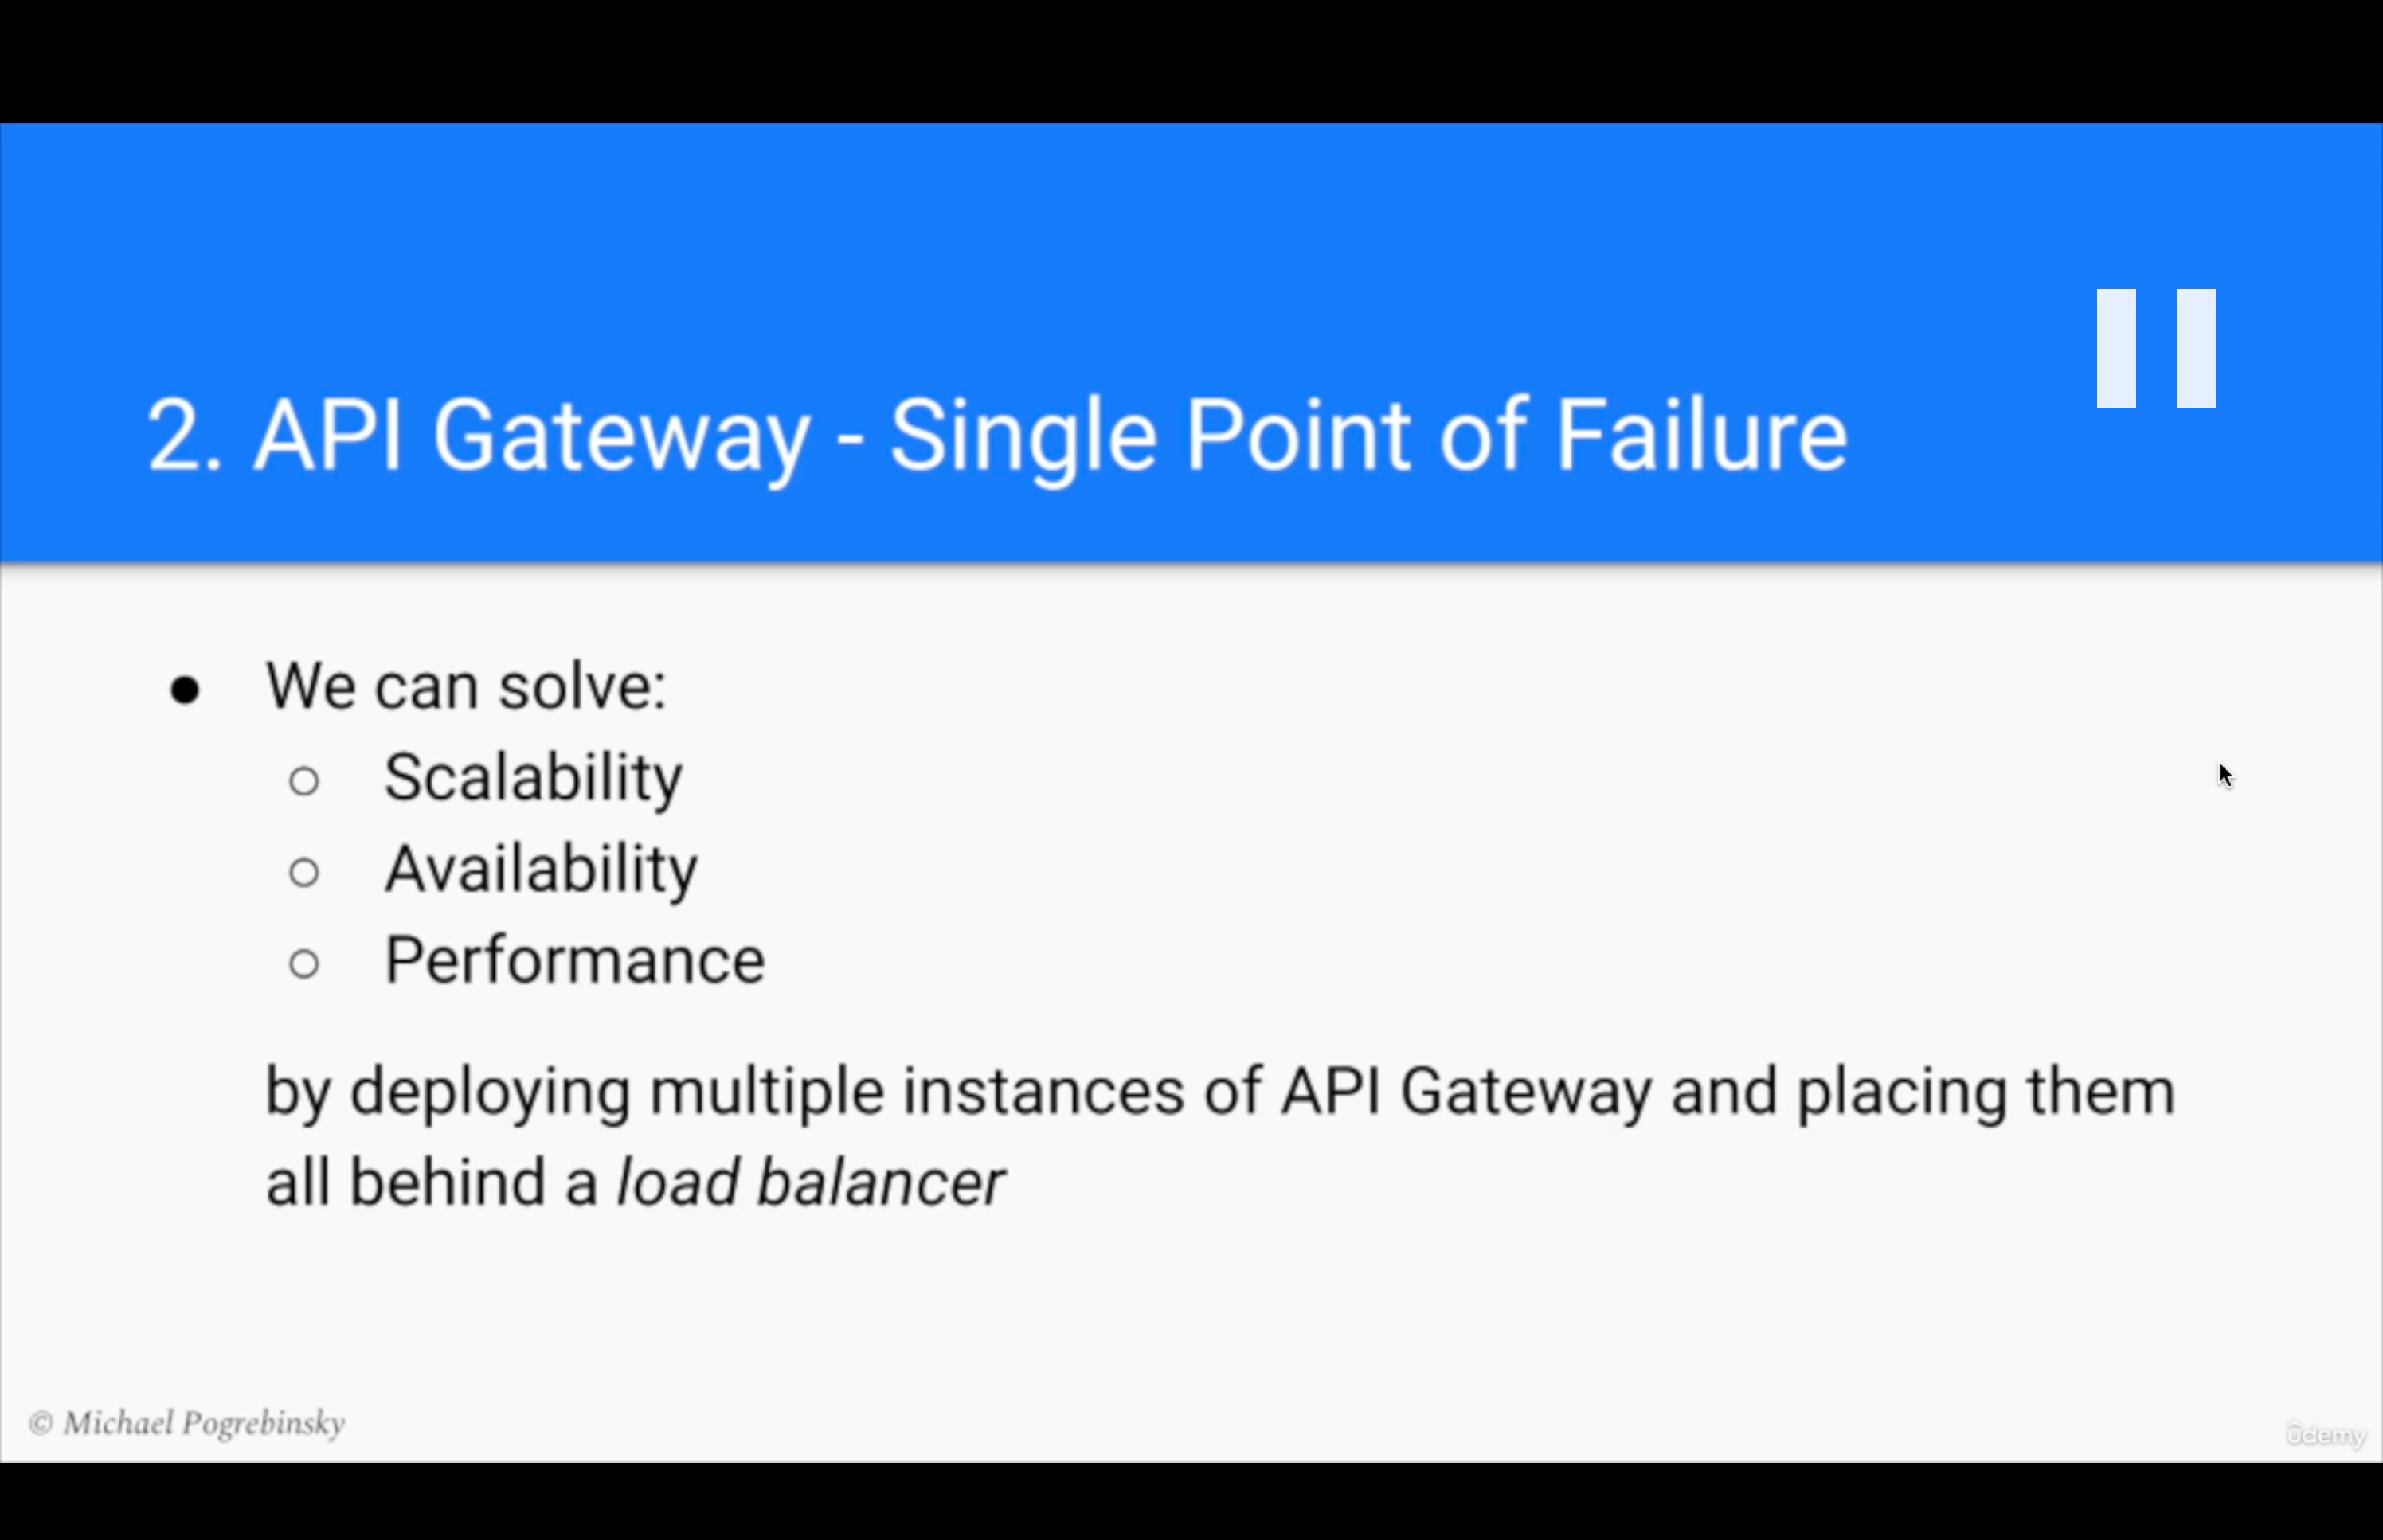 2. API Gateway - Single Point of Failure
● We can solve:
○ Scalability
○ Availability
○ Performance
by deploying multiple instances of API Gateway and placing them
all behind a load balancer
© Michael Pogrebinsky
ûdemy